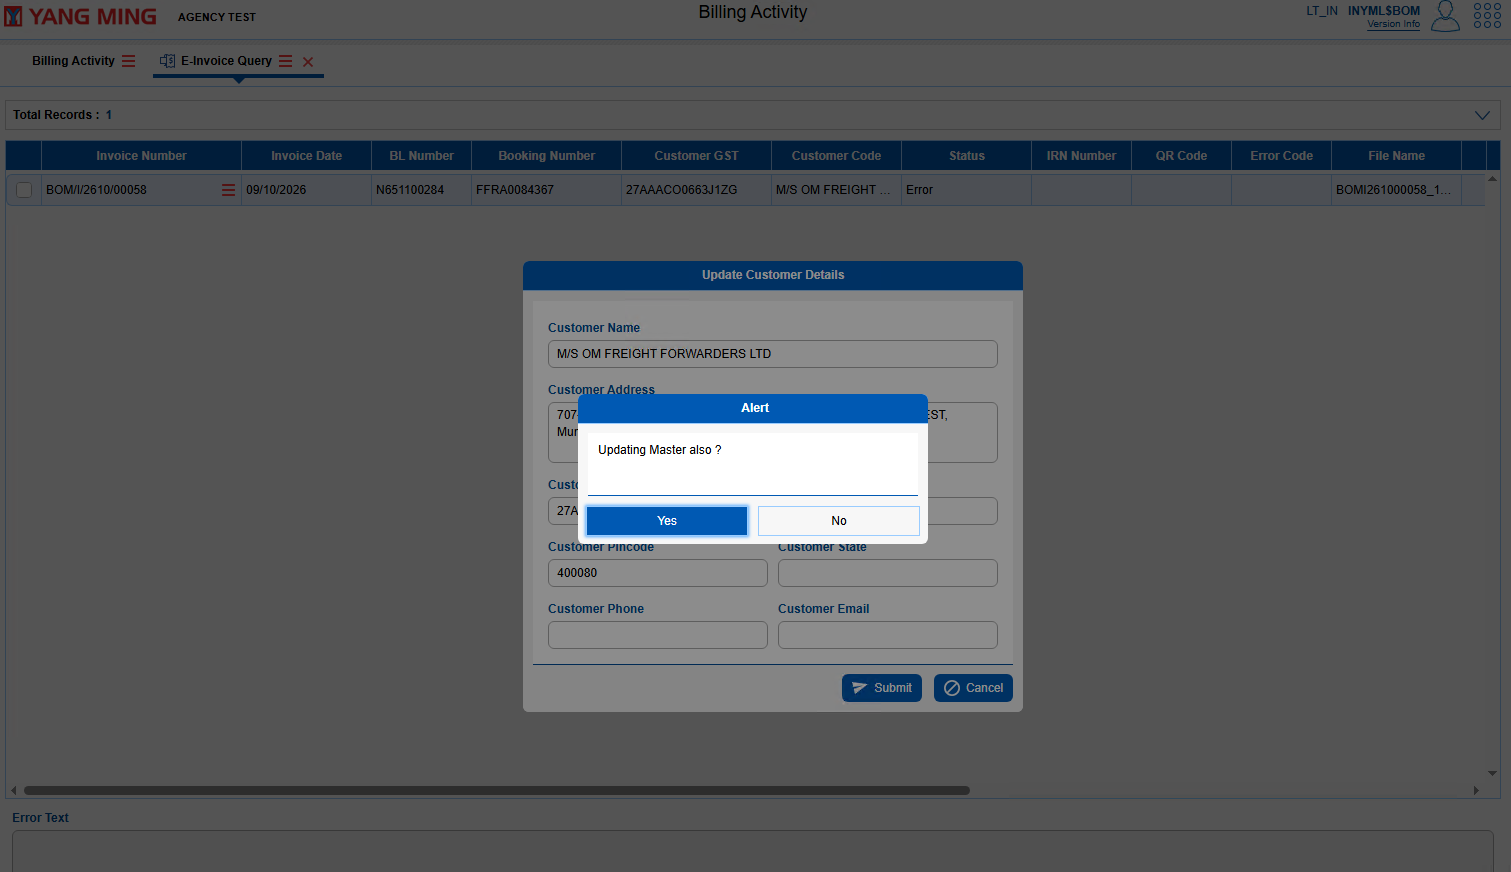 YANG MING
AGENCY TEST
Billing Activity
LT_IN INYML$BOM
Version Info
Billing Activity
E-Invoice Query
Total Records : 1
Invoice Number Invoice Date BL Number Booking Number Customer GST Customer Code Status IRN Number QR Code Error Code File Name
BOM/I/2610/00058 09/10/2026 N651100284 FFRA0084367 27AAACO0663J1ZG M/S OM FREIGHT ... Error BOMI261000058_1...
Update Customer Details
Customer Name
M/S OM FREIGHT FORWARDERS LTD
Customer Address
707
EST,
Alert
Updating Master also ?
Yes No
27A
Customer Pincode Customer State
400080
Customer Phone Customer Email
Submit Cancel
Error Text